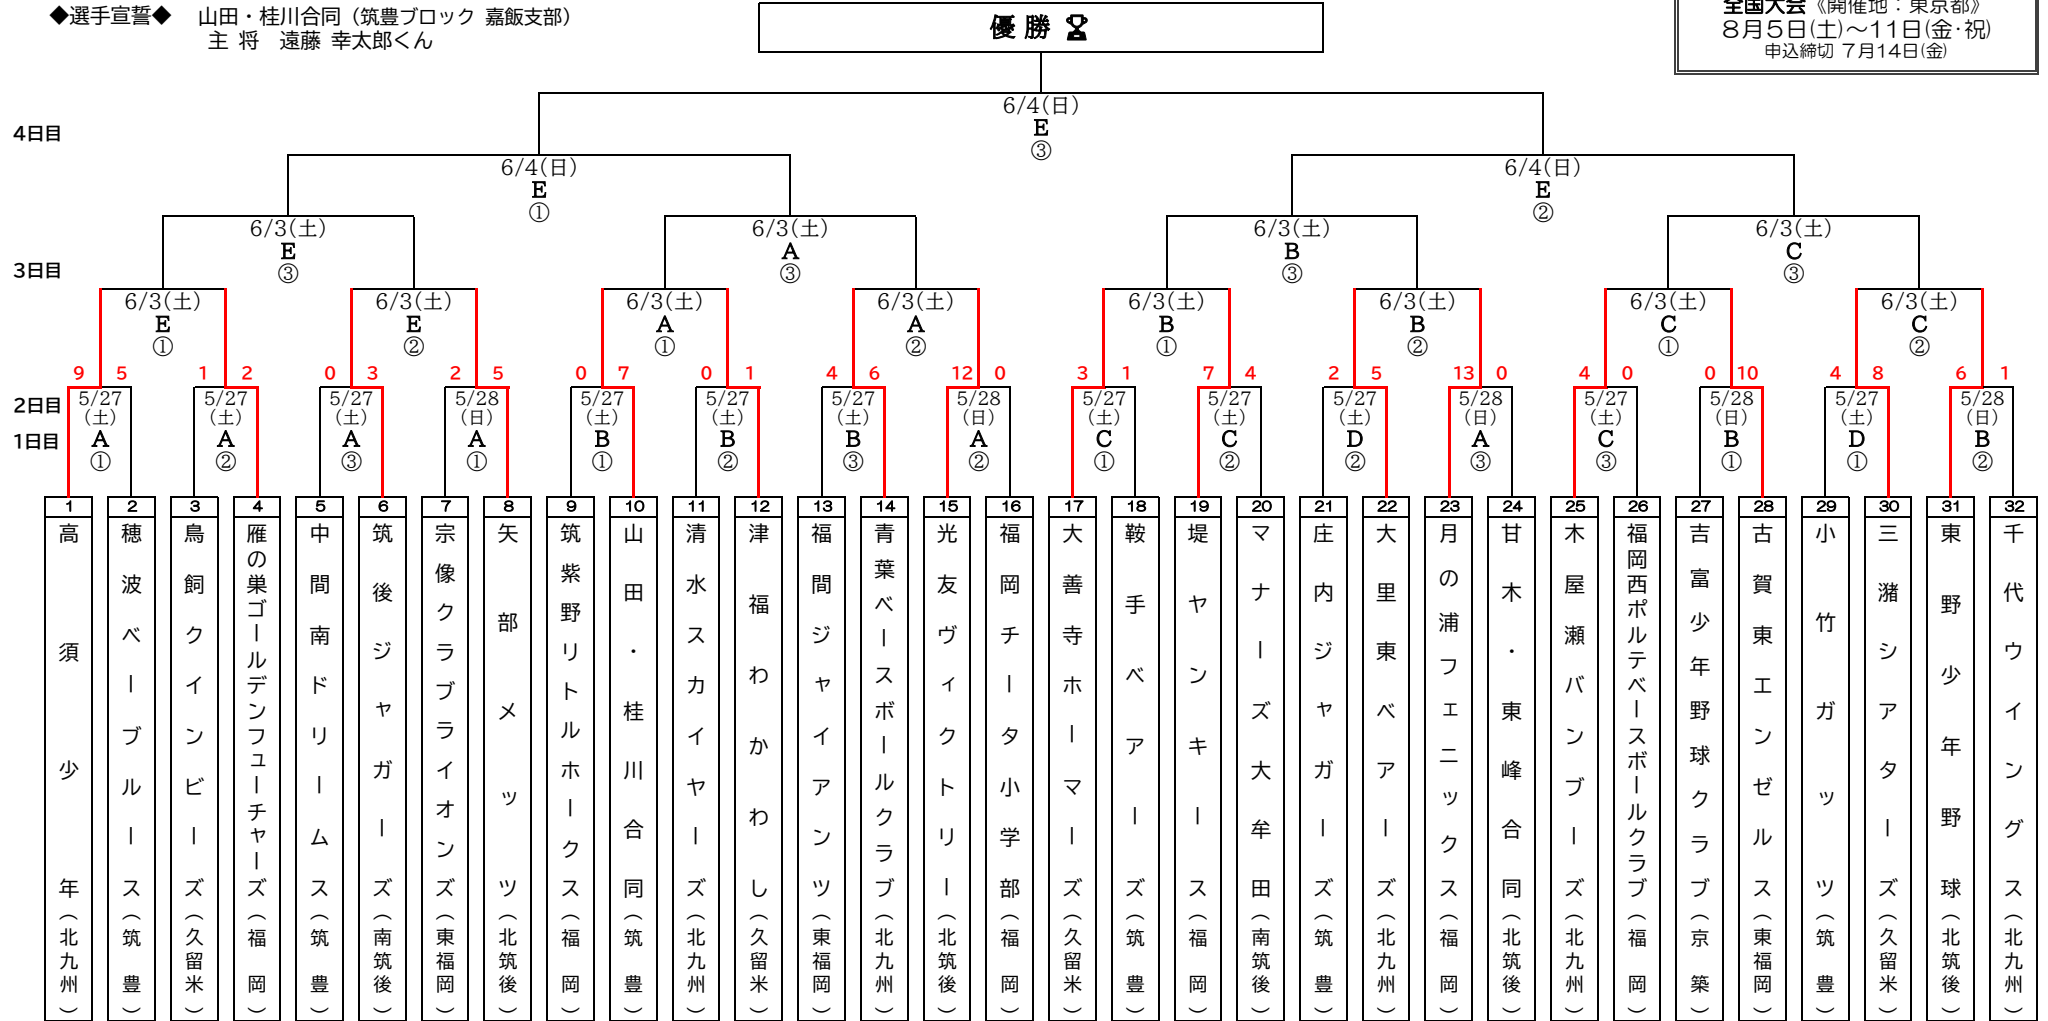 ◆選手宣誓◆ 山田・桂川合同（筑豊ブロック 嘉飯支部）
主 将 遠藤 幸太郎くん
優 勝
全国大会《開催地：東京都》
８月５日(土)～11日(金･祝)
申込締切 ７月14日(金)
4日目
6/4(日)
E
③
6/4(日)
E
①
6/4(日)
E
②
3日目
6/3(土)
E
③
6/3(土)
A
③
6/3(土)
B
③
6/3(土)
C
③
6/3(土)
E
①
6/3(土)
E
②
6/3(土)
A
①
6/3(土)
A
②
6/3(土)
B
①
6/3(土)
B
②
6/3(土)
C
①
6/3(土)
C
②
2日目
1日目
9 5
5/27
(土)
A
①
1 2
5/27
(土)
A
②
0 3
5/27
(土)
A
③
2 5
5/28
(日)
A
①
0 7
5/27
(土)
B
①
0 1
5/27
(土)
B
②
4 6
5/27
(土)
B
③
12 0
5/28
(日)
A
②
3 1
5/27
(土)
C
①
7 4
5/27
(土)
C
②
2 5
5/27
(土)
D
②
13 0
5/28
(日)
A
③
4 0
5/27
(土)
C
③
0 10
5/28
(日)
B
①
4 8
5/27
(土)
D
①
6 1
5/28
(日)
B
②
1
高須少年（北九州）
2
穂波ベーブルース（筑豊）
3
鳥飼クインビーズ（久留米）
4
雁の巣ゴールデンフューチャーズ（福岡）
5
中間南ドリームス（筑豊）
6
筑後ジャガーズ（南筑後）
7
宗像クラブライオンズ（東福岡）
8
矢部メッツ（北筑後）
9
筑紫野リトルホークス（福岡）
10
山田・桂川合同（筑豊）
11
清水スカイヤーズ（北九州）
12
津福わかわし（久留米）
13
福間ジャイアンツ（東福岡）
14
青葉ベースボールクラブ（北九州）
15
光友ヴィクトリー（北筑後）
16
福岡チータ小学部（福岡）
17
大善寺ホーマーズ（久留米）
18
鞍手ベアーズ（筑豊）
19
堤ヤンキース（福岡）
20
マナーズ大牟田（南筑後）
21
庄内ジャガーズ（筑豊）
22
大里東ベアーズ（北九州）
23
月の浦フェニックス（福岡）
24
甘木・東峰合同（北筑後）
25
木屋瀬バンブーズ（北九州）
26
福岡西ポルテベースボールクラブ（福岡）
27
吉富少年野球クラブ（京築）
28
古賀東エンゼルス（東福岡）
29
小竹ガッツ（筑豊）
30
三潴シアターズ（久留米）
31
東野少年野球（北筑後）
32
千代ウイングス（北九州）